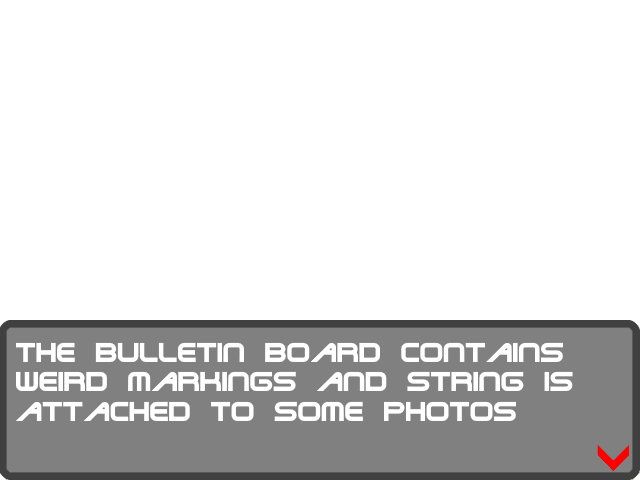 THE BULLETIN BOARD CONTAINS
WEIRD MARKINGS AND STRING IS
ATTACHED TO SOME PHOTOS